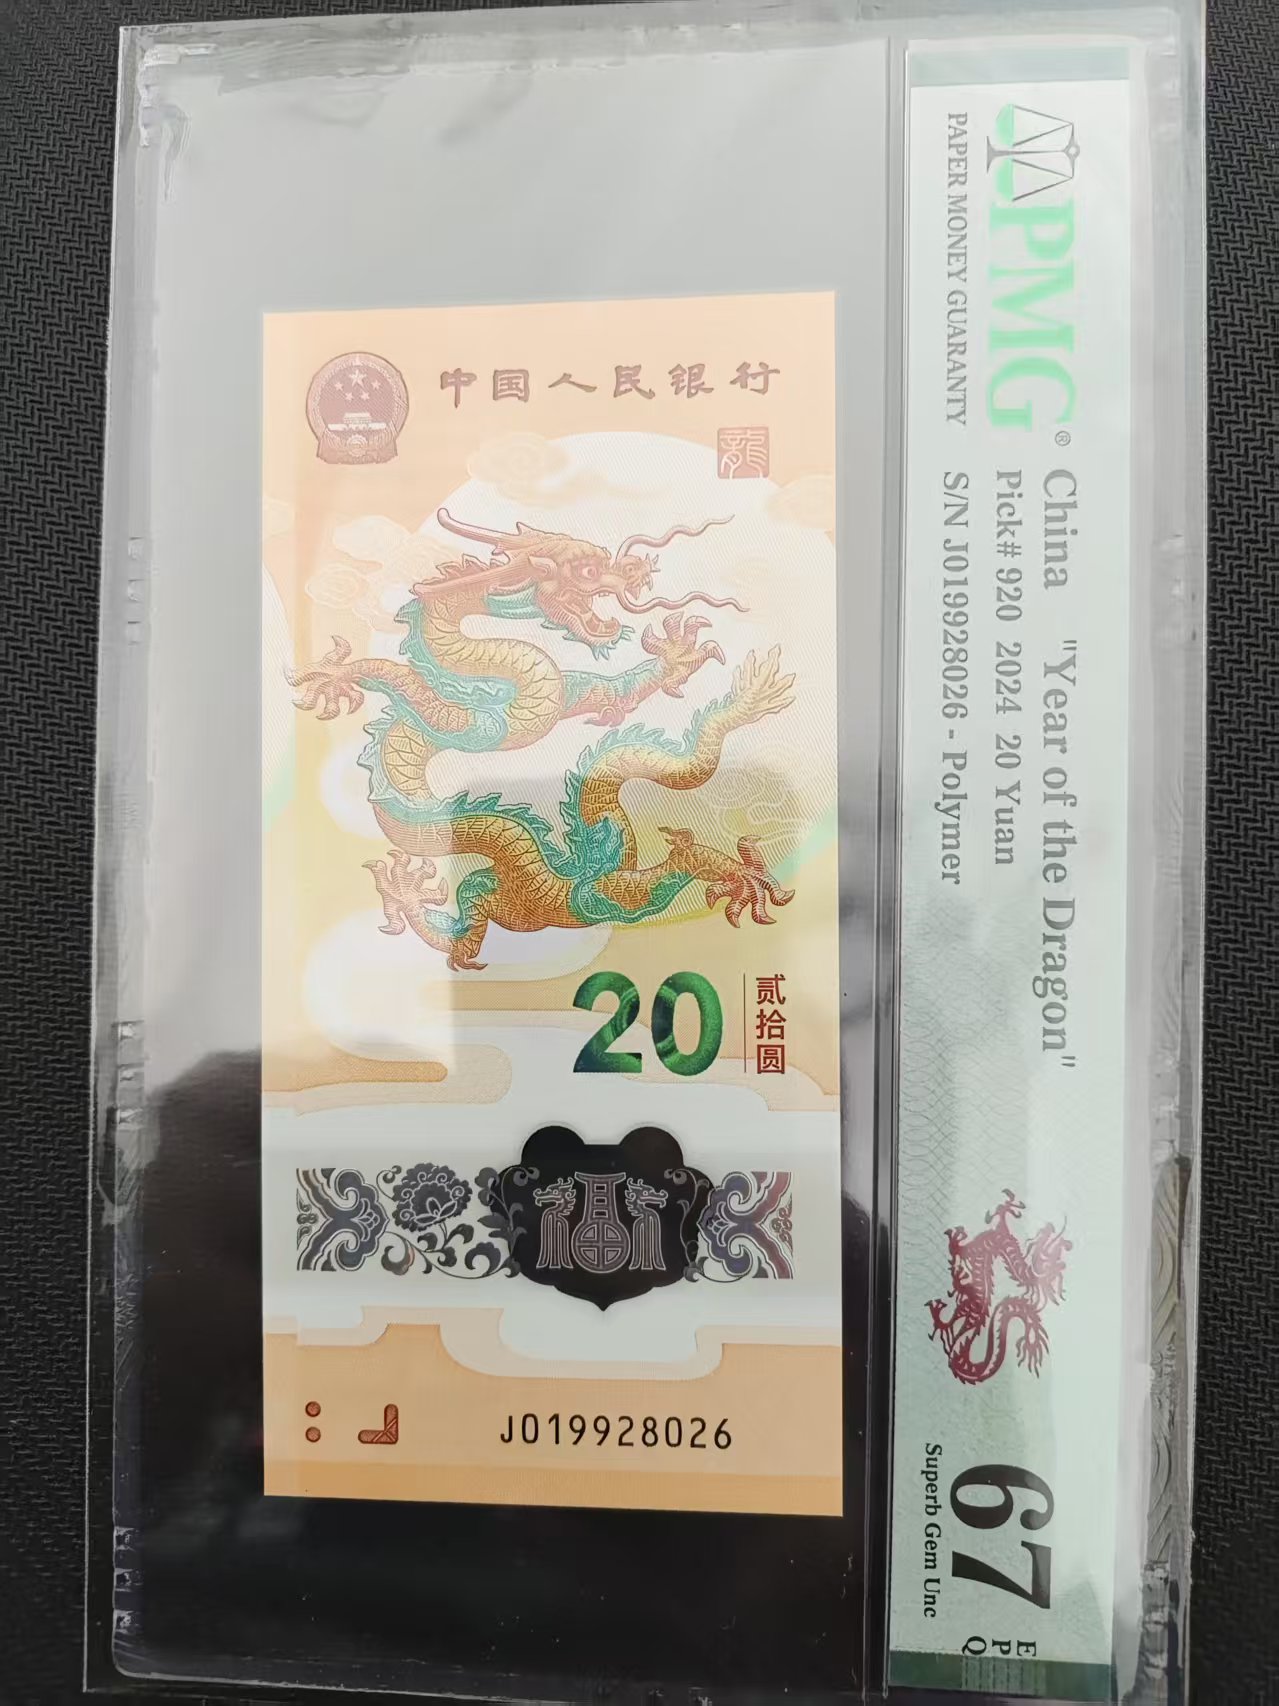 中国人民银行
龍
20
贰拾圆
福
J019928026
PMG®
PAPER MONEY GUARANTY
China "Year of the Dragon"
Pick# 920 2024 20 Yuan
S/N J019928026 - Polymer
67
EPQ
Superb Gem Unc